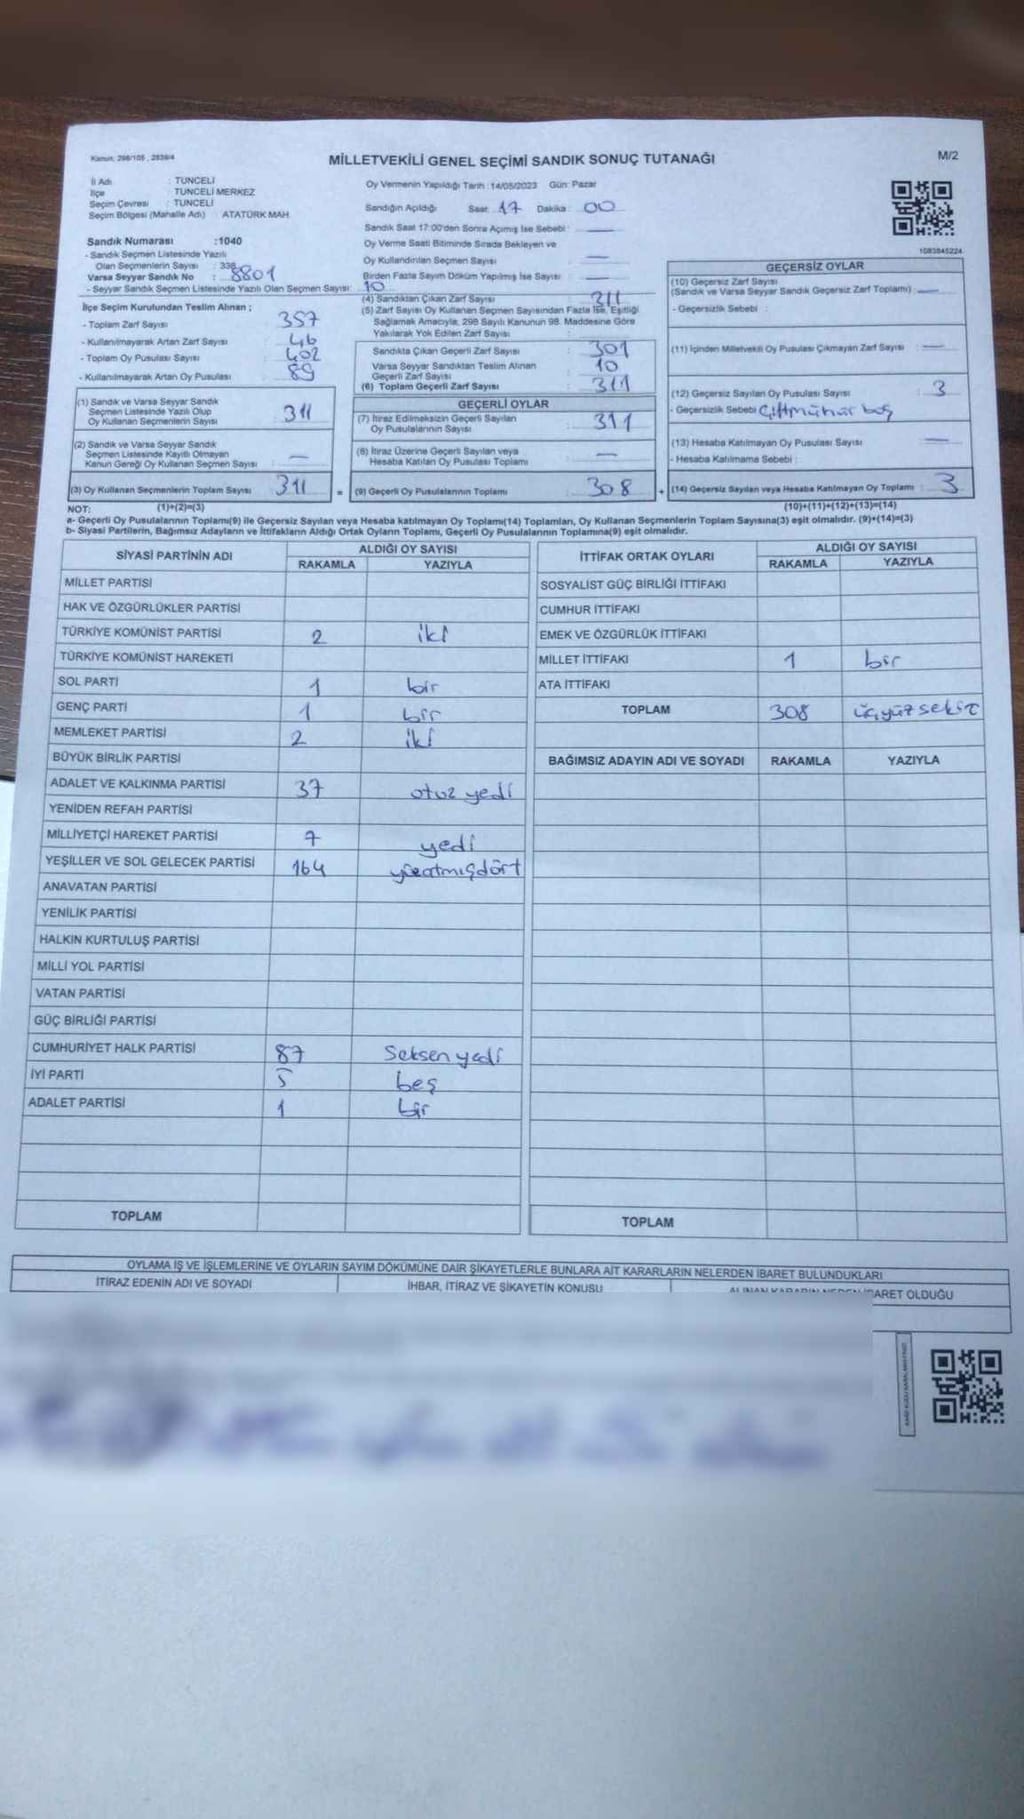 Kanun: 298/105 , 2839/4
MİLLETVEKİLİ GENEL SEÇİMİ SANDIK SONUÇ TUTANAĞI
M/2
İl Adı : TUNCELİ
İlçe TUNCELİ MERKEZ
Seçim Çevresi : TUNCELİ
Seçim Bölgesi (Mahalle Adı) ATATÜRK MAH.
Sandık Numarası :1040
- Sandık Seçmen Listesinde Yazılı
Olan Seçmenlerin Sayısı : 338
Varsa Seyyar Sandık No : 8801
- Seyyar Sandık Seçmen Listesinde Yazılı Olan Seçmen Sayısı: 10
İlçe Seçim Kurulundan Teslim Alınan ;
- Toplam Zarf Sayısı 357
- Kullanılmayarak Artan Zarf Sayısı 46
- Toplam Oy Pusulası Sayısı 402
- Kullanılmayarak Artan Oy Pusulası 89
(1) Sandık ve Varsa Seyyar Sandık
Seçmen Listesinde Yazılı Olup
Oy Kullanan Seçmenlerin Sayısı 311
(2) Sandık ve Varsa Seyyar Sandık
Seçmen Listesinde Kayıtlı Olmayan
Kanun Gereği Oy Kullanan Seçmen Sayısı —
(3) Oy Kullanan Seçmenlerin Toplam Sayısı 311
Oy Vermenin Yapıldığı Tarih :14/05/2023 Gün: Pazar
Sandığın Açıldığı Saat 17 Dakika 00
Sandık Saat 17:00'den Sonra Açılmış İse Sebebi : —
Oy Verme Saati Bitiminde Sırada Bekleyen ve
Oy Kullandırılan Seçmen Sayısı —
Birden Fazla Sayım Döküm Yapılmış İse Sayısı —
(4) Sandıktan Çıkan Zarf Sayısı 311
(5) Zarf Sayısı Oy Kullanan Seçmen Sayısından Fazla İse, Eşitliği
Sağlamak Amacıyla, 298 Sayılı Kanunun 98. Maddesine Göre
Yakılarak Yok Edilen Zarf Sayısı :
Sandıkta Çıkan Geçerli Zarf Sayısı 301
Varsa Seyyar Sandıktan Teslim Alınan
Geçerli Zarf Sayısı 10
(6) Toplam Geçerli Zarf Sayısı 311
GEÇERLİ OYLAR
(7) İtiraz Edilmeksizin Geçerli Sayılan
Oy Pusulalarının Sayısı 311
(8) İtiraz Üzerine Geçerli Sayılan veya
Hesaba Katılan Oy Pusulası Toplamı —
= (9) Geçerli Oy Pusulalarının Toplamı 308
1083845224
GEÇERSİZ OYLAR
(10) Geçersiz Zarf Sayısı
(Sandık ve Varsa Seyyar Sandık Geçersiz Zarf Toplamı) : —
- Geçersizlik Sebebi :
(11) İçinden Milletvekili Oy Pusulası Çıkmayan Zarf Sayısı : —
(12) Geçersiz Sayılan Oy Pusulası Sayısı : 3
- Geçersizlik Sebebi Çiftmühür boş
(13) Hesaba Katılmayan Oy Pusulası Sayısı : —
- Hesaba Katılmama Sebebi :
+ (14) Geçersiz Sayılan veya Hesaba Katılmayan Oy Toplamı : 3
NOT: (1)+(2)=(3) (10)+(11)+(12)+(13)=(14)
a- Geçerli Oy Pusulalarının Toplamı(9) ile Geçersiz Sayılan veya Hesaba katılmayan Oy Toplamı(14) Toplamları, Oy Kullanan Seçmenlerin Toplam Sayısına(3) eşit olmalıdır. (9)+(14)=(3)
b- Siyasi Partilerin, Bağımsız Adayların ve İttifakların Aldığı Ortak Oyların Toplamı, Geçerli Oy Pusulalarının Toplamına(9) eşit olmalıdır.
SİYASİ PARTİNİN ADI ALDIĞI OY SAYISI
RAKAMLA YAZIYLA
MİLLET PARTİSİ
HAK VE ÖZGÜRLÜKLER PARTİSİ
TÜRKİYE KOMÜNİST PARTİSİ 2 iki
TÜRKİYE KOMÜNİST HAREKETİ
SOL PARTİ 1 bir
GENÇ PARTİ 1 bir
MEMLEKET PARTİSİ 2 iki
BÜYÜK BİRLİK PARTİSİ
ADALET VE KALKINMA PARTİSİ 37 otuz yedi
YENİDEN REFAH PARTİSİ
MİLLİYETÇİ HAREKET PARTİSİ 7 yedi
YEŞİLLER VE SOL GELECEK PARTİSİ 164 yüzatmışdört
ANAVATAN PARTİSİ
YENİLİK PARTİSİ
HALKIN KURTULUŞ PARTİSİ
MİLLİ YOL PARTİSİ
VATAN PARTİSİ
GÜÇ BİRLİĞİ PARTİSİ
CUMHURİYET HALK PARTİSİ 87 Seksen yedi
İYİ PARTİ 5 beş
ADALET PARTİSİ 1 bir
TOPLAM
İTTİFAK ORTAK OYLARI ALDIĞI OY SAYISI
RAKAMLA YAZIYLA
SOSYALİST GÜÇ BİRLİĞİ İTTİFAKI
CUMHUR İTTİFAKI
EMEK VE ÖZGÜRLÜK İTTİFAKI
MİLLET İTTİFAKI 1 bir
ATA İTTİFAKI
TOPLAM 308 üçyüz sekiz
BAĞIMSIZ ADAYIN ADI VE SOYADI RAKAMLA YAZIYLA
TOPLAM
OYLAMA İŞ VE İŞLEMLERİNE VE OYLARIN SAYIM DÖKÜMÜNE DAİR ŞİKAYETLERLE BUNLARA AİT KARARLARIN NELERDEN İBARET BULUNDUKLARI
İTİRAZ EDENİN ADI VE SOYADI İHBAR, İTİRAZ VE ŞİKAYETİN KONUSU ALINAN KARARIN NEDEN İBARET OLDUĞU